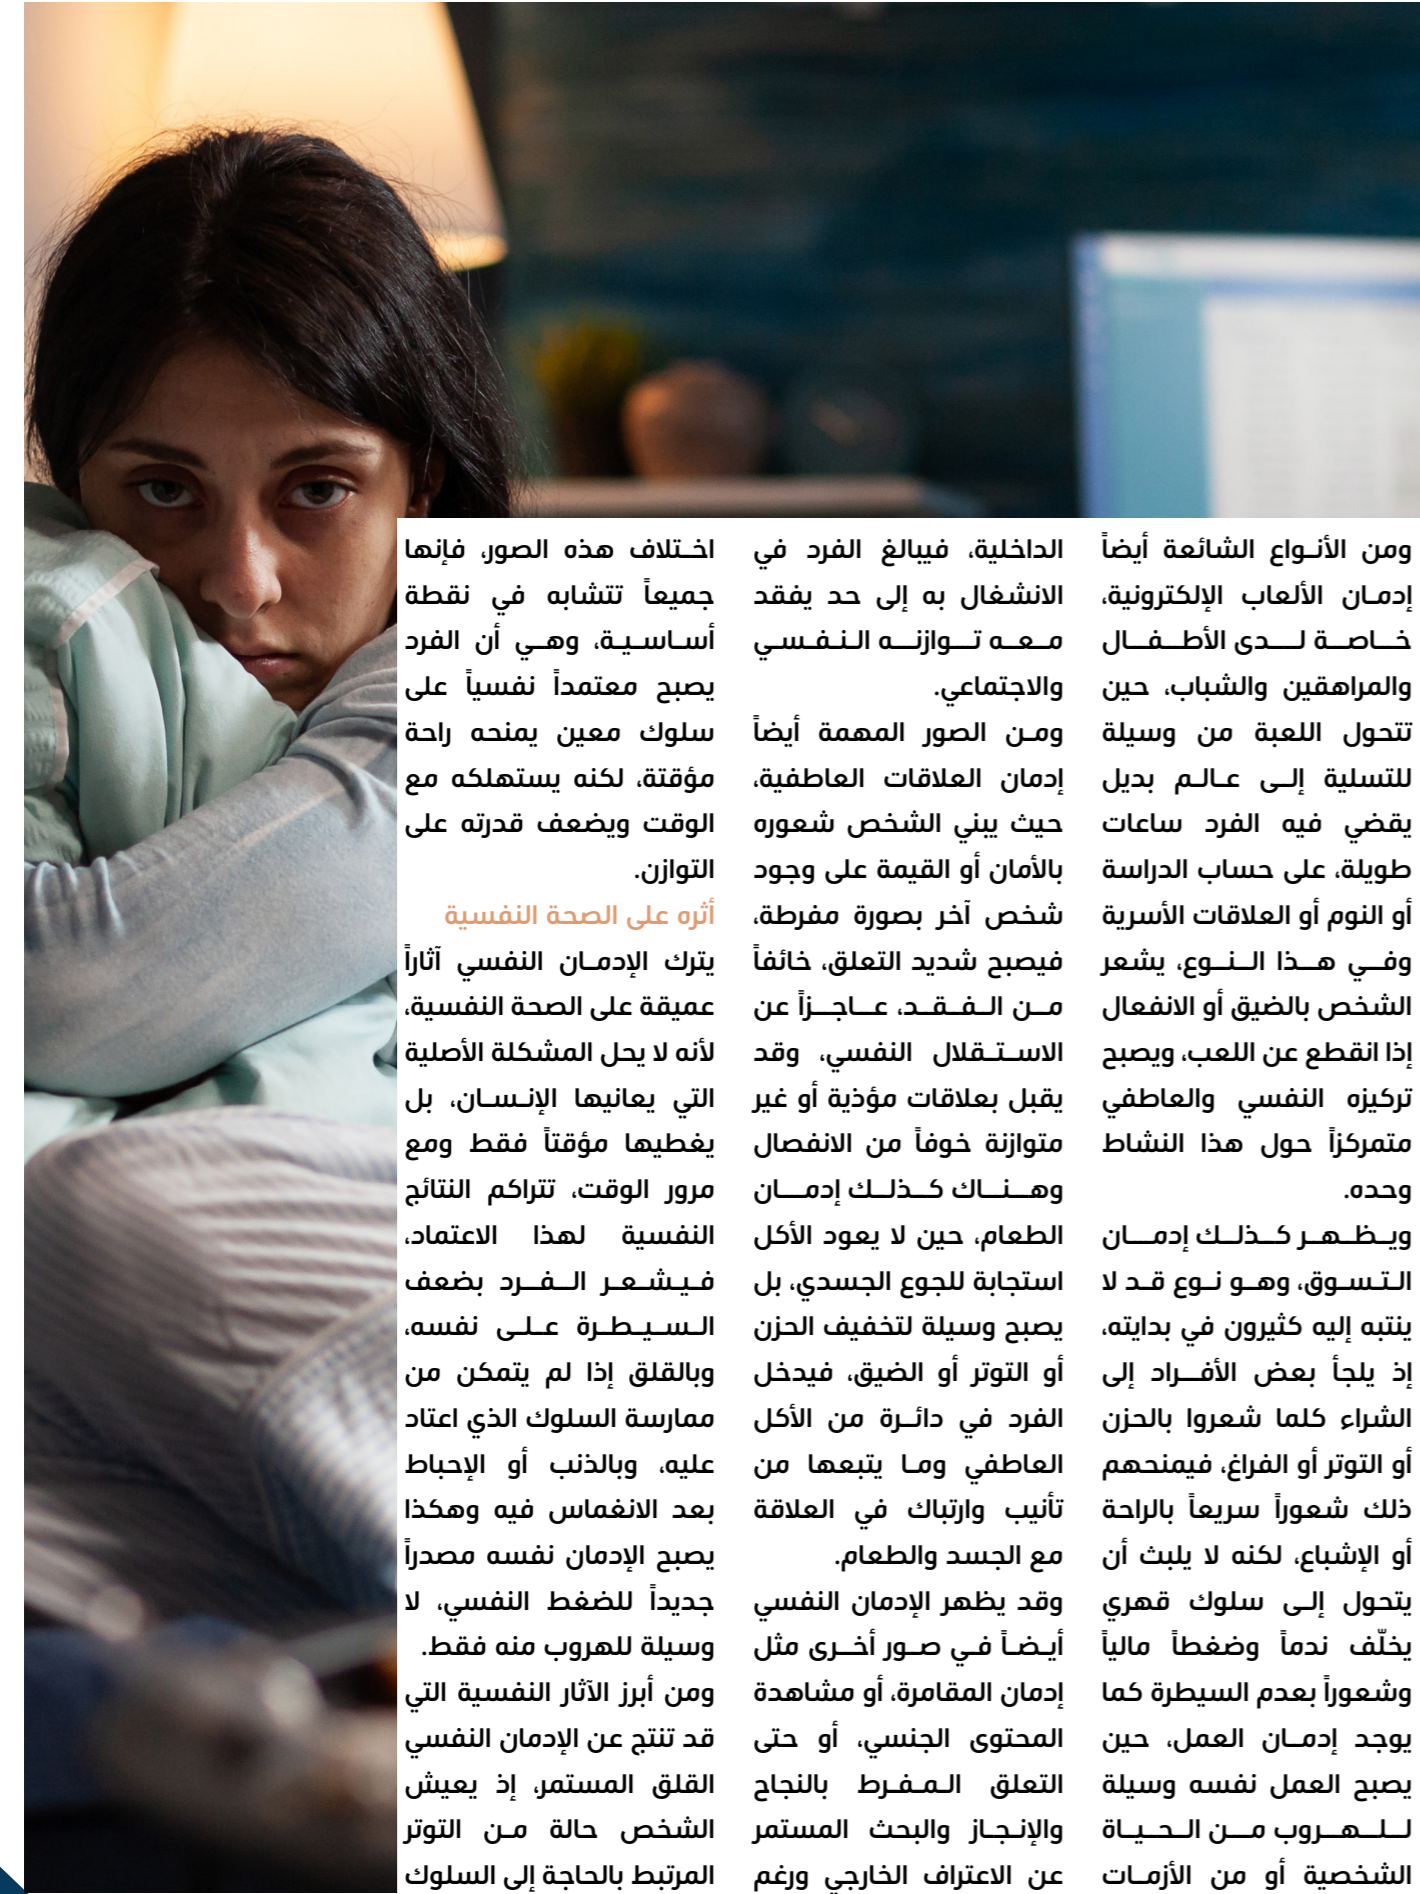 ومن الأنواع الشائعة أيضاً
إدمان الألعاب الإلكترونية،
خاصة لدى الأطفال
والمراهقين والشباب، حين
تتحول اللعبة من وسيلة
للتسلية إلى عالم بديل
يقضي فيه الفرد ساعات
طويلة، على حساب الدراسة
أو النوم أو العلاقات الأسرية
وفي هذا النوع، يشعر
الشخص بالضيق أو الانفعال
إذا انقطع عن اللعب، ويصبح
تركيزه النفسي والعاطفي
متمركزاً حول هذا النشاط
وحده.
ويظهر كذلك إدمان
التسوق، وهو نوع قد لا
ينتبه إليه كثيرون في بدايته،
إذ يلجأ بعض الأفراد إلى
الشراء كلما شعروا بالحزن
أو التوتر أو الفراغ، فيمنحهم
ذلك شعوراً سريعاً بالراحة
أو الإشباع، لكنه لا يلبث أن
يتحول إلى سلوك قهري
يخلّف ندماً وضغطاً مالياً
وشعوراً بعدم السيطرة كما
يوجد إدمان العمل، حين
يصبح العمل نفسه وسيلة
للهروب من الحياة
الشخصية أو من الأزمات
الداخلية، فيبالغ الفرد في
الانشغال به إلى حد يفقد
معه توازنه النفسي
والاجتماعي.
ومن الصور المهمة أيضاً
إدمان العلاقات العاطفية،
حيث يبني الشخص شعوره
بالأمان أو القيمة على وجود
شخص آخر بصورة مفرطة،
فيصبح شديد التعلق، خائفاً
من الفقد، عاجزاً عن
الاستقلال النفسي، وقد
يقبل بعلاقات مؤذية أو غير
متوازنة خوفاً من الانفصال
وهناك كذلك إدمان
الطعام، حين لا يعود الأكل
استجابة للجوع الجسدي، بل
يصبح وسيلة لتخفيف الحزن
أو التوتر أو الضيق، فيدخل
الفرد في دائرة من الأكل
العاطفي وما يتبعها من
تأنيب وارتباك في العلاقة
مع الجسد والطعام.
وقد يظهر الإدمان النفسي
أيضاً في صور أخرى مثل
إدمان المقامرة، أو مشاهدة
المحتوى الجنسي، أو حتى
التعلق المفرط بالنجاح
والإنجاز والبحث المستمر
عن الاعتراف الخارجي ورغم
اختلاف هذه الصور، فإنها
جميعاً تتشابه في نقطة
أساسية، وهي أن الفرد
يصبح معتمداً نفسياً على
سلوك معين يمنحه راحة
مؤقتة، لكنه يستهلكه مع
الوقت ويضعف قدرته على
التوازن.
أثره على الصحة النفسية
يترك الإدمان النفسي آثاراً
عميقة على الصحة النفسية،
لأنه لا يحل المشكلة الأصلية
التي يعانيها الإنسان، بل
يغطيها مؤقتاً فقط ومع
مرور الوقت، تتراكم النتائج
النفسية لهذا الاعتماد،
فيشعر الفرد بضعف
السيطرة على نفسه،
وبالقلق إذا لم يتمكن من
ممارسة السلوك الذي اعتاد
عليه، وبالذنب أو الإحباط
بعد الانغماس فيه وهكذا
يصبح الإدمان نفسه مصدراً
جديداً للضغط النفسي، لا
وسيلة للهروب منه فقط.
ومن أبرز الآثار النفسية التي
قد تنتج عن الإدمان النفسي
القلق المستمر، إذ يعيش
الشخص حالة من التوتر
المرتبط بالحاجة إلى السلوك